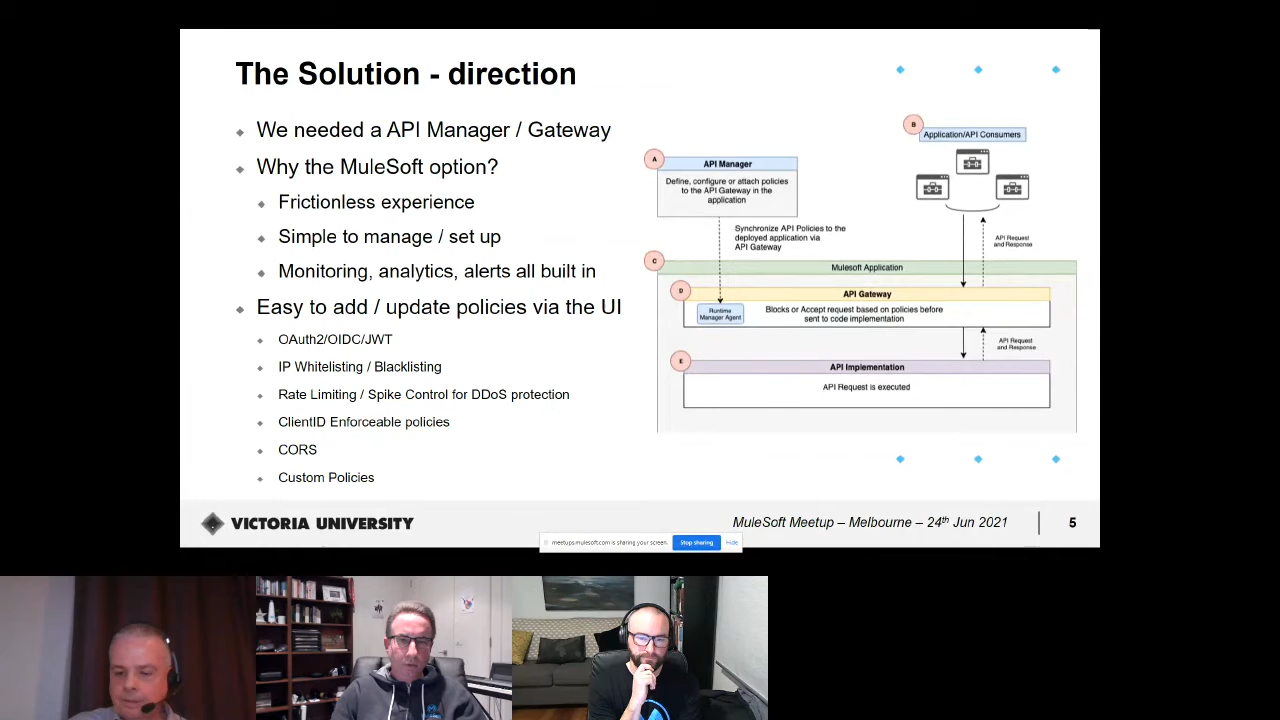 The Solution - direction
We needed a API Manager / Gateway
Why the MuleSoft option?
Frictionless experience
Simple to manage / set up
Monitoring, analytics, alerts all built in
Easy to add / update policies via the UI
OAuth2/OIDC/JWT
IP Whitelisting / Blacklisting
Rate Limiting / Spike Control for DDoS protection
ClientID Enforceable policies
CORS
Custom Policies
A
API Manager
Define, configure or attach policies
to the API Gateway in the
application
B
Application/API Consumers
Synchronize API Policies to the
deployed application via
API Gateway
API Request
and Response
C
Mulesoft Application
D
API Gateway
Runtime
Manager Agent
Blocks or Accept request based on policies before
sent to code implementation
API Request
and Response
E
API Implementation
API Request is executed
VICTORIA UNIVERSITY
MuleSoft Meetup – Melbourne – 24th Jun 2021
5
meetups.mulesoft.com is sharing your screen.
Stop sharing
Hide